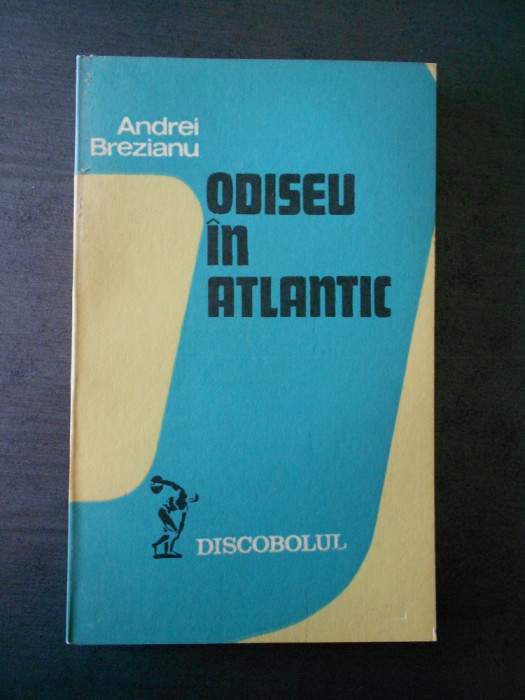 Andrei
Brezianu
ODISEU
în
ATLANTIC
DISCOBOLUL